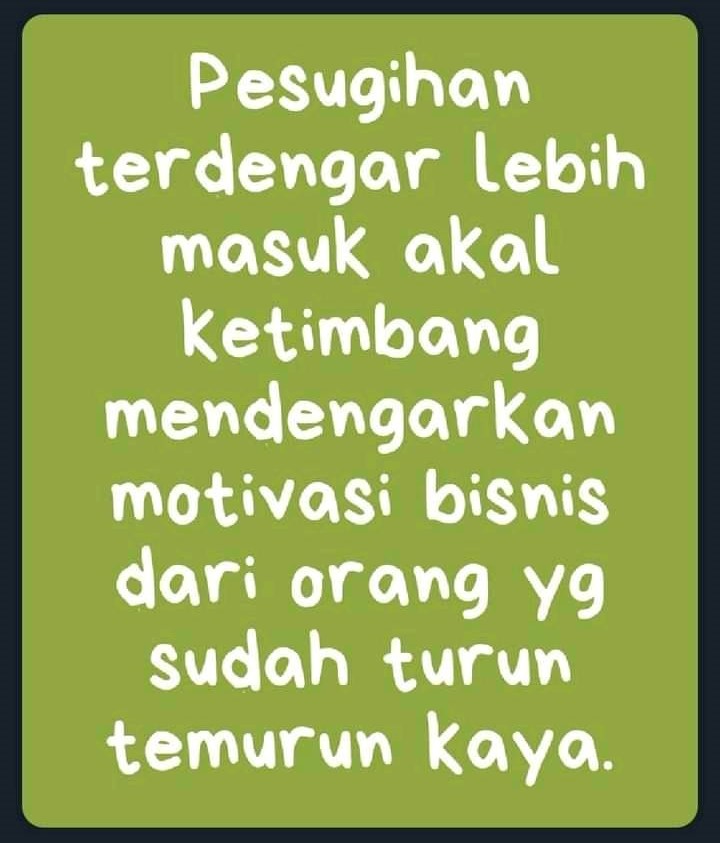 Pesugihan
terdengar lebih
masuk akal
ketimbang
mendengarkan
motivasi bisnis
dari orang yg
sudah turun
temurun kaya.